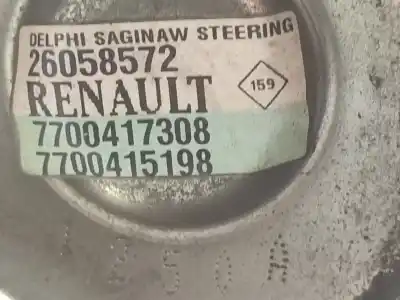 DELPHI SAGINAW STEERING
26058572
RENAULT
159
7700417308
7700415198